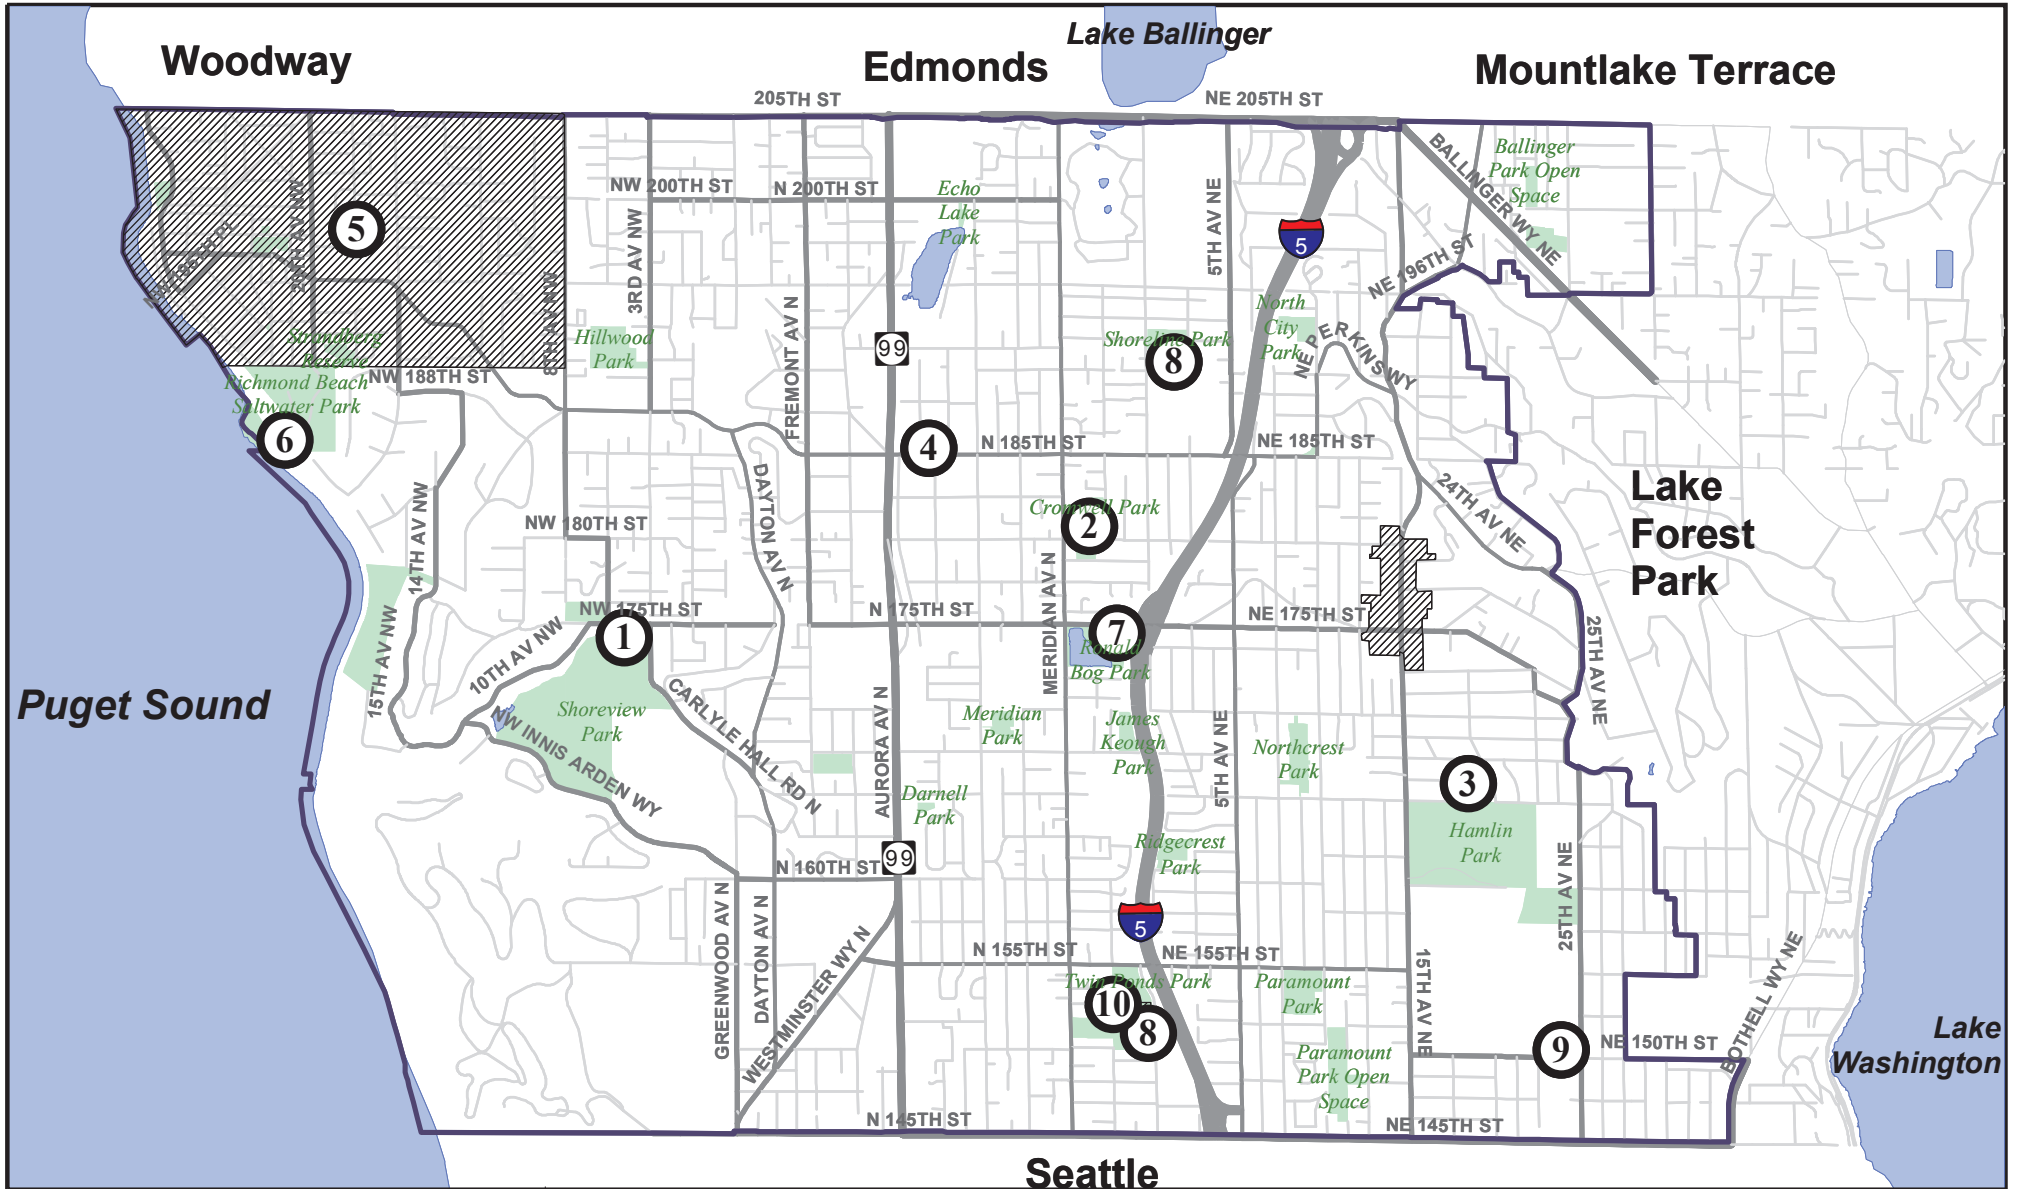 Lake Ballinger
Woodway
Edmonds
Mountlake Terrace
205TH ST
NE 205TH ST
BALLINGER WY NE
Ballinger
Park Open
Space
NW 200TH ST
N 200TH ST
Echo
Lake
Park
5TH AV NE
5
3RD AV NW
20TH AV NW
NW 195TH PL
8TH AV NW
5
NE 196TH ST
North
City
Park
NE PERKINS WY
Strandberg
Reserve
Hillwood
Park
FREMONT AV N
99
Shoreline Park
8
Richmond Beach
Saltwater Park
NW 188TH ST
6
4
N 185TH ST
NE 185TH ST
DAYTON AV N
14TH AV NW
NW 180TH ST
Cromwell Park
2
24TH AV NE
Lake
Forest
Park
MERIDIAN AV N
NW 175TH ST
N 175TH ST
NE 175TH ST
1
7
Ronald
Bog Park
10TH AV NW
15TH AV NW
25TH AV NE
Puget Sound
Shoreview
Park
CARLYLE HALL RD N
NW INNIS ARDEN WY
AURORA AV N
Meridian
Park
James
Keough
Park
5TH AV NE
Northcrest
Park
3
Darnell
Park
Hamlin
Park
Ridgecrest
Park
N 160TH ST
99
25TH AV NE
GREENWOOD AV N
DAYTON AV N
WESTMINSTER WY N
5
N 155TH ST
NE 155TH ST
Twin Ponds Park
10
8
Paramount
Park
15TH AV NE
BOTHELL WY NE
Paramount
Park Open
Space
9
NE 150TH ST
Lake
Washington
N 145TH ST
NE 145TH ST
Seattle